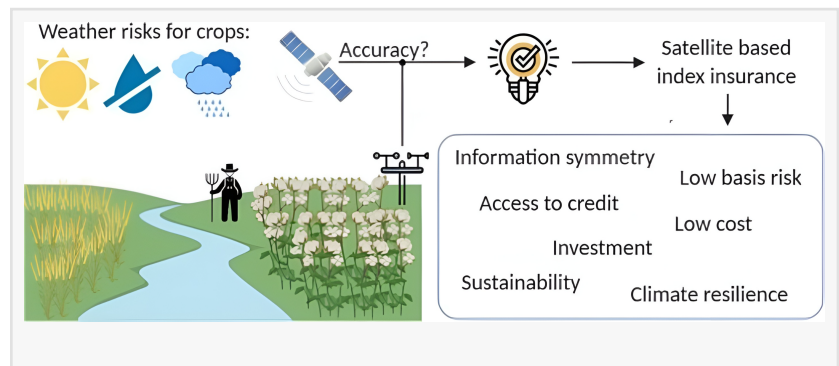 Weather risks for crops:
Accuracy?
Satellite based
index insurance
Information symmetry
Low basis risk
Access to credit
Low cost
Investment
Sustainability
Climate resilience